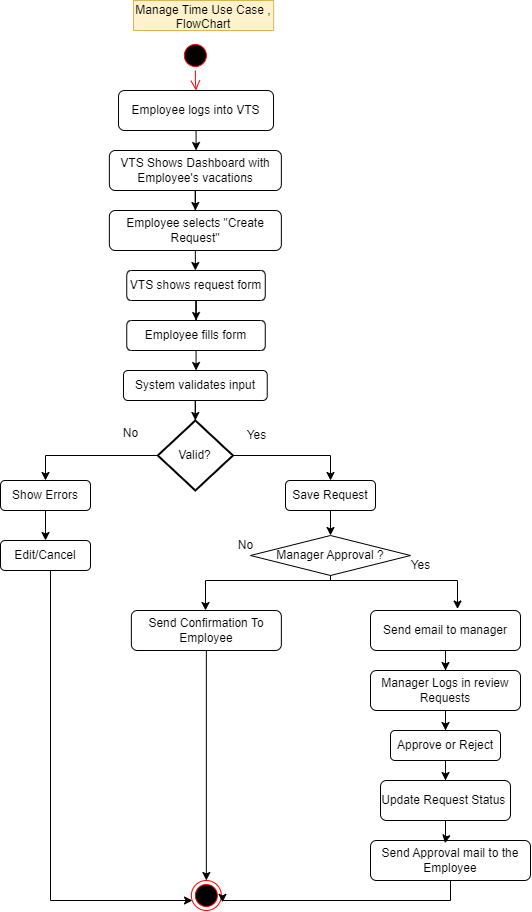 Manage Time Use Case ,
FlowChart
Employee logs into VTS
VTS Shows Dashboard with
Employee's vacations
Employee selects "Create
Request"
VTS shows request form
Employee fills form
System validates input
No
Yes
Valid?
Show Errors
Save Request
Edit/Cancel
No
Manager Approval ?
Yes
Send Confirmation To
Employee
Send email to manager
Manager Logs in review
Requests
Approve or Reject
Update Request Status
Send Approval mail to the
Employee